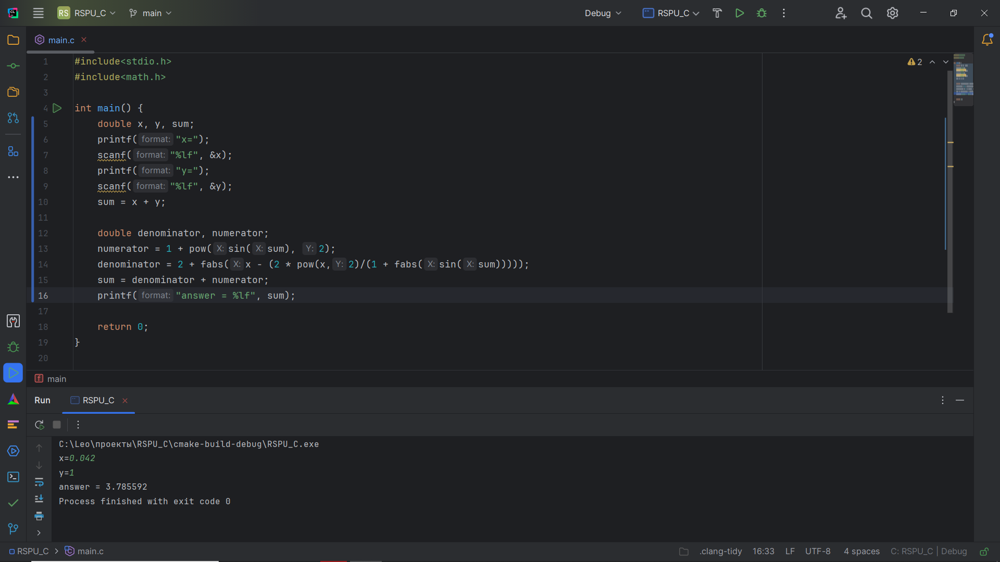 RS RSPU_C main Debug RSPU_C
main.c
1 #include<stdio.h>
2 #include<math.h>
3
4 int main() {
5 double x, y, sum;
6 printf( format: "x=");
7 scanf( format: "%lf", &x);
8 printf( format: "y=");
9 scanf( format: "%lf", &y);
10 sum = x + y;
11
12 double denominator, numerator;
13 numerator = 1 + pow( X: sin( X: sum), Y: 2);
14 denominator = 2 + fabs( X: x - (2 * pow(x, Y: 2)/(1 + fabs( X: sin( X: sum)))));
15 sum = denominator + numerator;
16 printf( format: "answer = %lf", sum);
17
18 return 0;
19 }
20
2
f main
Run RSPU_C
C:\Leo\проекты\RSPU_C\cmake-build-debug\RSPU_C.exe
x=0.042
y=1
answer = 3.785592
Process finished with exit code 0
RSPU_C > main.c .clang-tidy 16:33 LF UTF-8 4 spaces C: RSPU_C | Debug